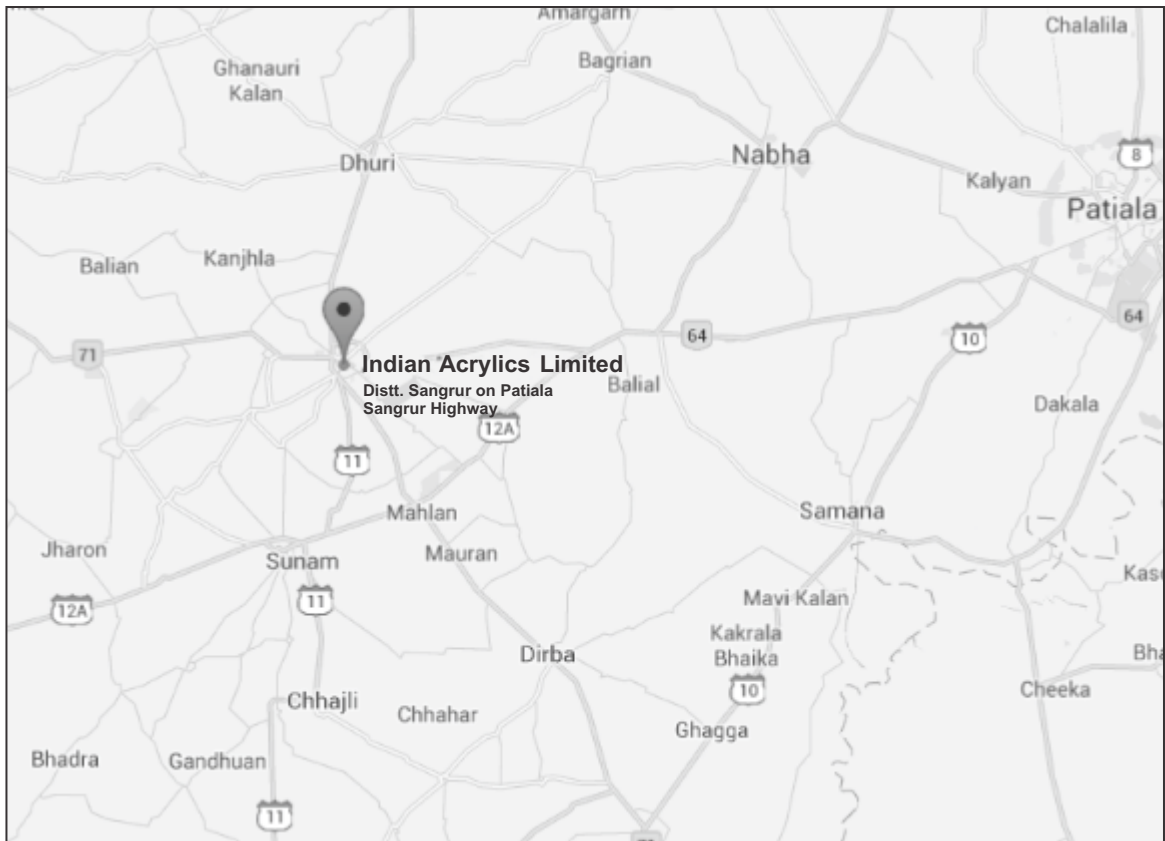 Amargarh
Chalalila
Bagrian
Ghanauri
Kalan
Nabha
Dhuri
8
Kalyan
Patiala
Kanjhla
Balian
64
64
10
71
Indian Acrylics Limited
Distt. Sangrur on Patiala
Sangrur Highway
Balial
Dakala
12A
11
Mahlan
Samana
Jharon
Mauran
Sunam
Kaso
11
Mavi Kalan
12A
Kakrala
Bhaika
Dirba
Bha
10
Cheeka
Chhajli
Chhahar
Ghagga
Bhadra
Gandhuan
11